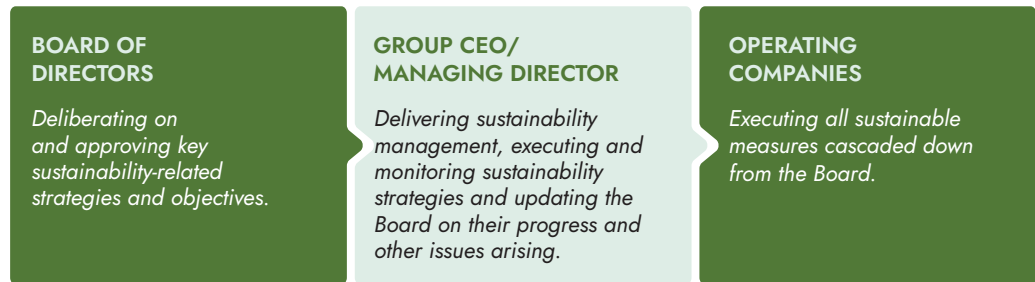 BOARD OF
DIRECTORS
Deliberating on
and approving key
sustainability-related
strategies and objectives.
GROUP CEO/
MANAGING DIRECTOR
Delivering sustainability
management, executing and
monitoring sustainability
strategies and updating the
Board on their progress and
other issues arising.
OPERATING
COMPANIES
Executing all sustainable
measures cascaded down
from the Board.